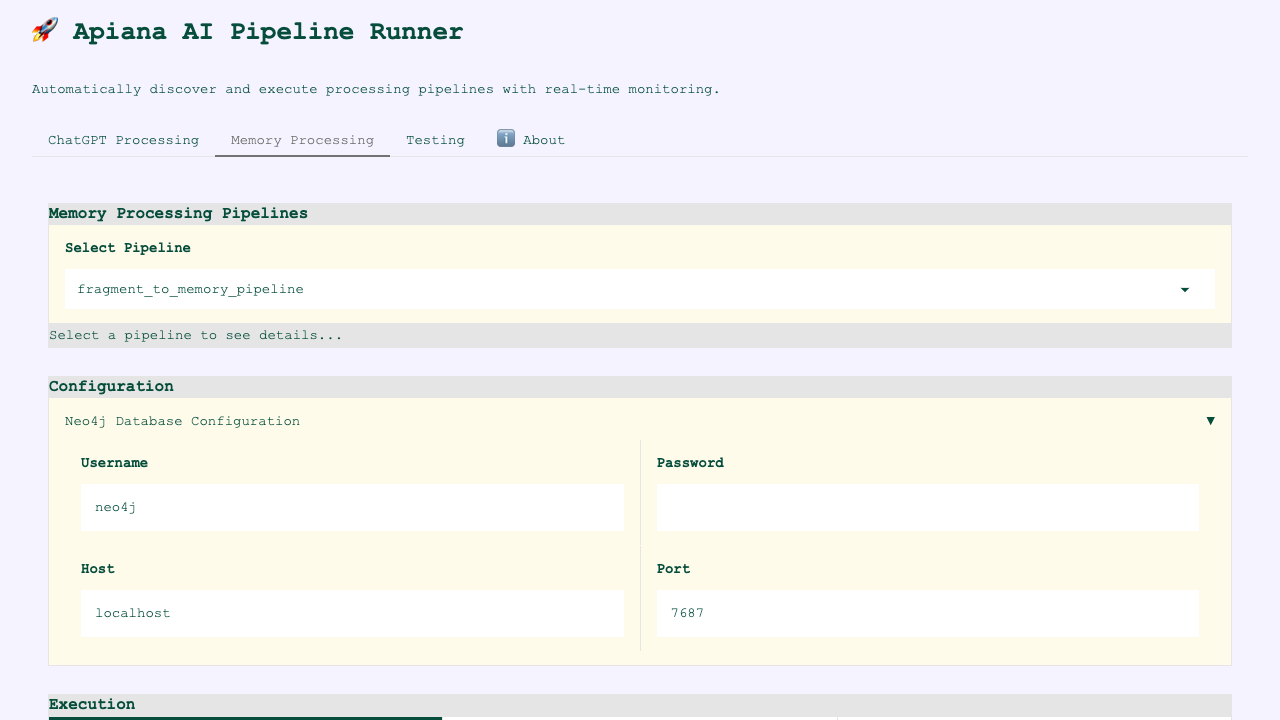 🚀 Apiana AI Pipeline Runner
Automatically discover and execute processing pipelines with real-time monitoring.
ChatGPT Processing
Memory Processing
Testing
ℹ️ About
Memory Processing Pipelines
Select Pipeline
fragment_to_memory_pipeline
Select a pipeline to see details...
Configuration
Neo4j Database Configuration
▼
Username
Password
neo4j
Host
Port
localhost
7687
Execution